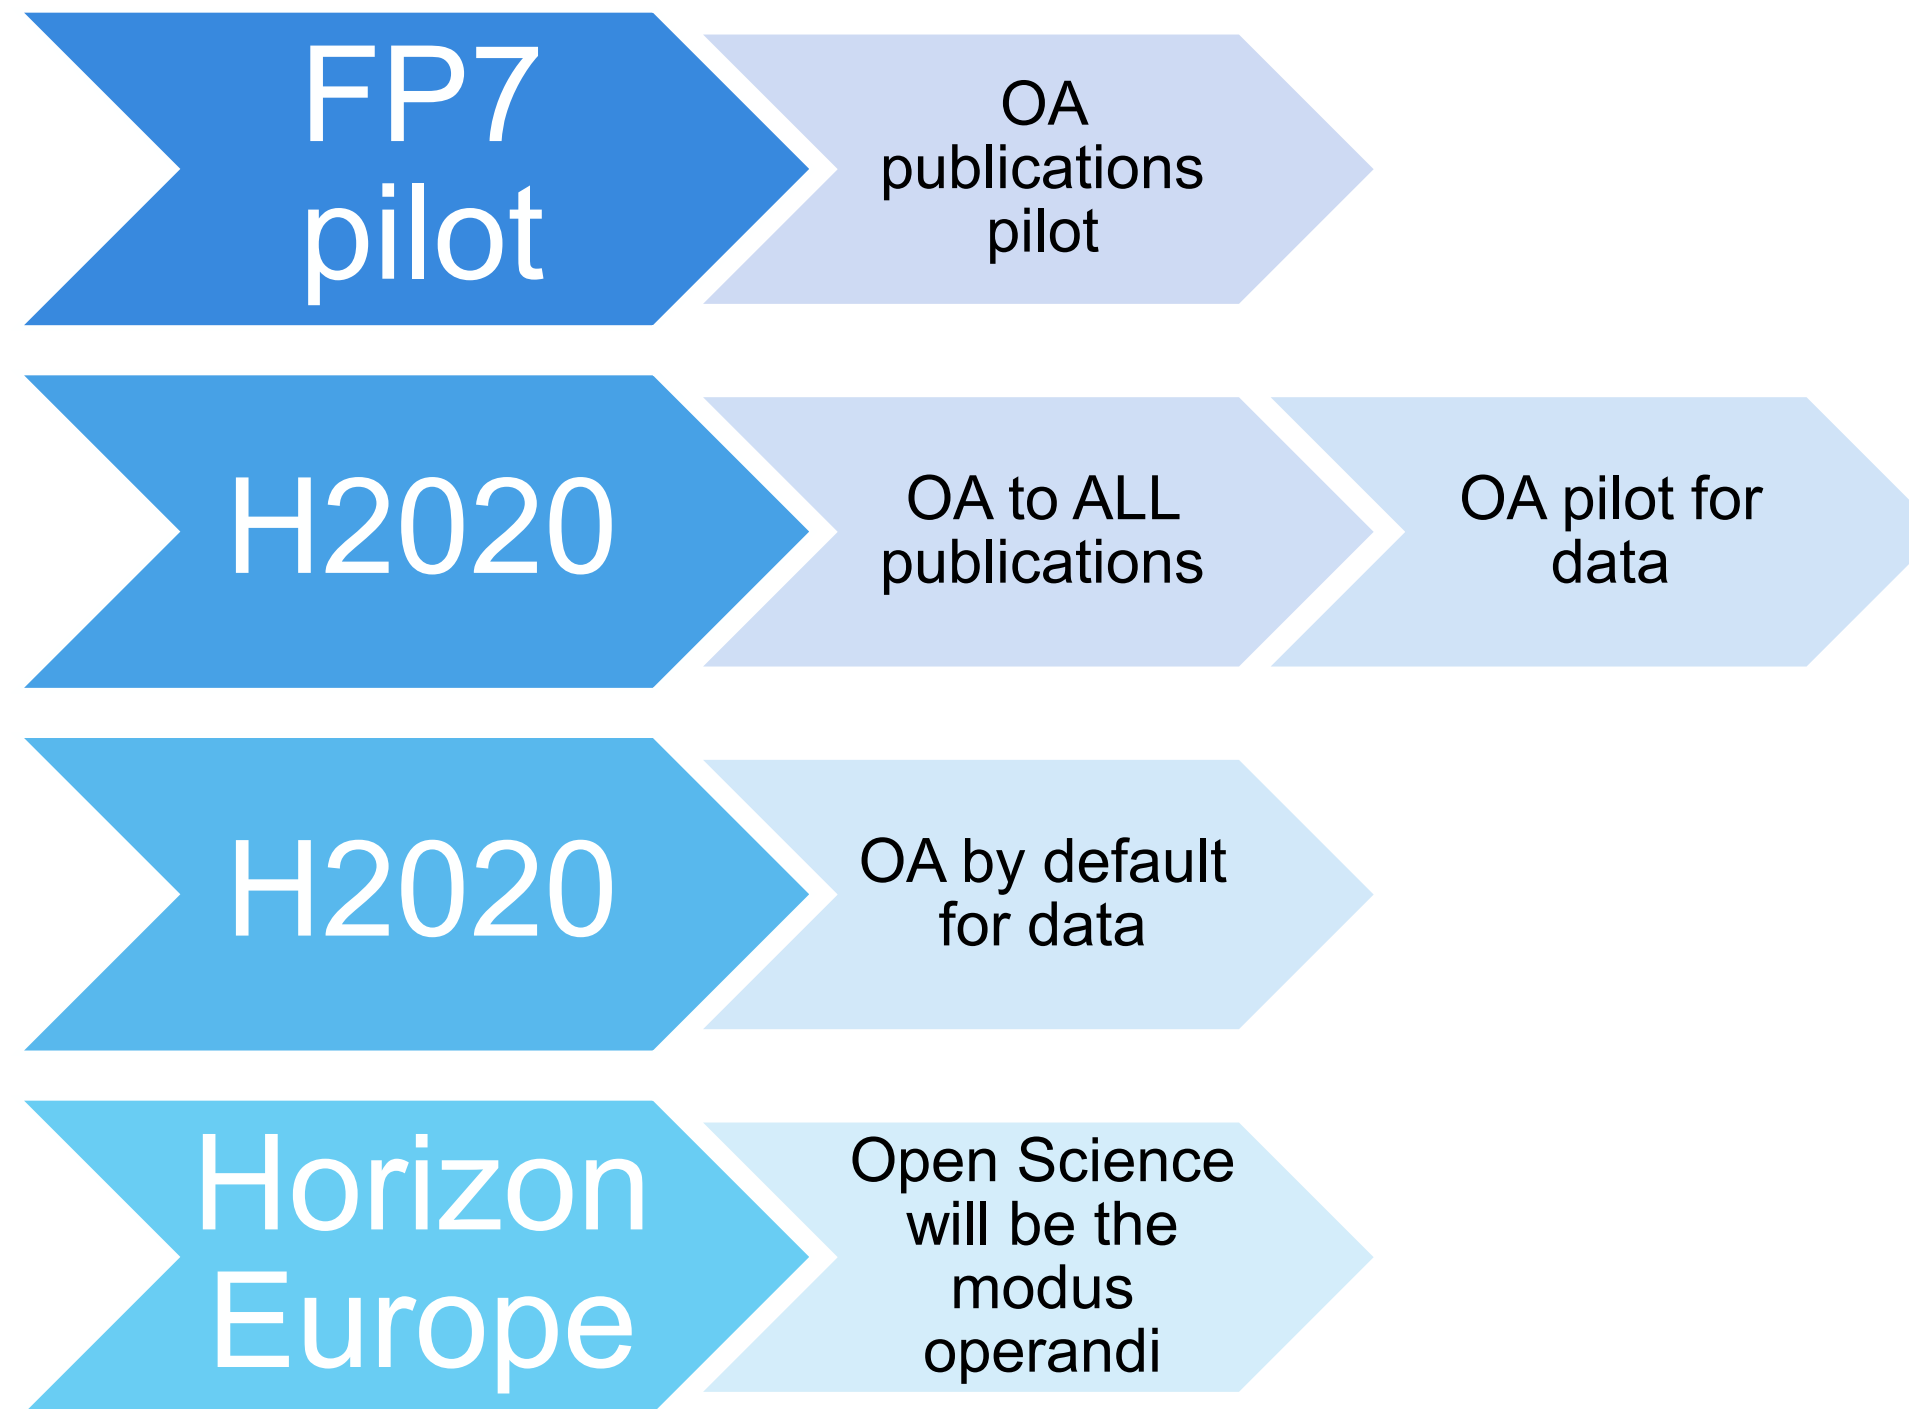 FP7
pilot
OA
publications
pilot
H2020
OA to ALL
publications
OA pilot for
data
H2020
OA by default
for data
Horizon
Europe
Open Science
will be the
modus
operandi